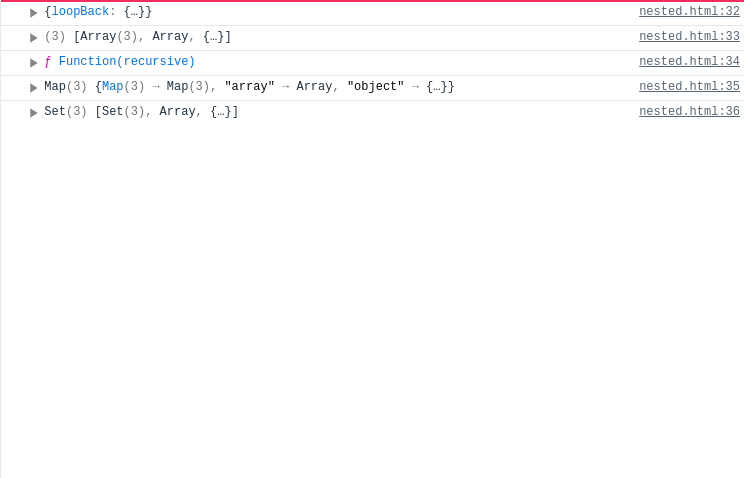 {loopBack: {…}} nested.html:32
(3) [Array(3), Array, {…}] nested.html:33
ƒ Function(recursive) nested.html:34
Map(3) {Map(3) → Map(3), "array" → Array, "object" → {…}} nested.html:35
Set(3) [Set(3), Array, {…}] nested.html:36